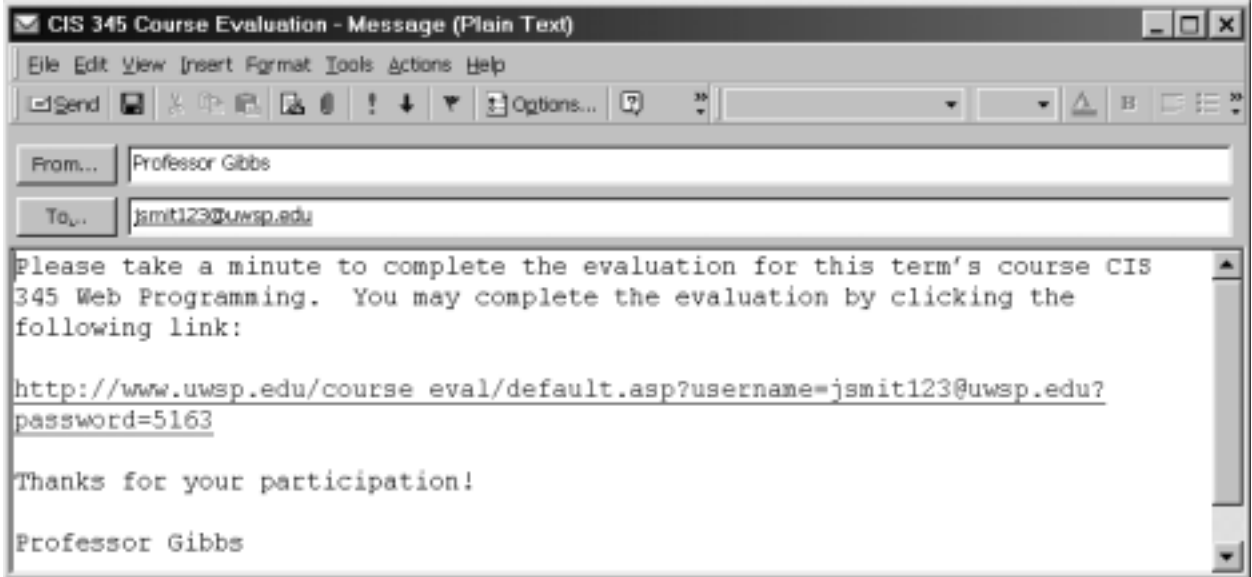 CIS 345 Course Evaluation - Message (Plain Text)
File Edit View Insert Format Tools Actions Help
Send Options... B
From... Professor Gibbs
To... jsmit123@uwsp.edu
Please take a minute to complete the evaluation for this term's course CIS
345 Web Programming. You may complete the evaluation by clicking the
following link:
http://www.uwsp.edu/course eval/default.asp?username=jsmit123@uwsp.edu?
password=5163
Thanks for your participation!
Professor Gibbs